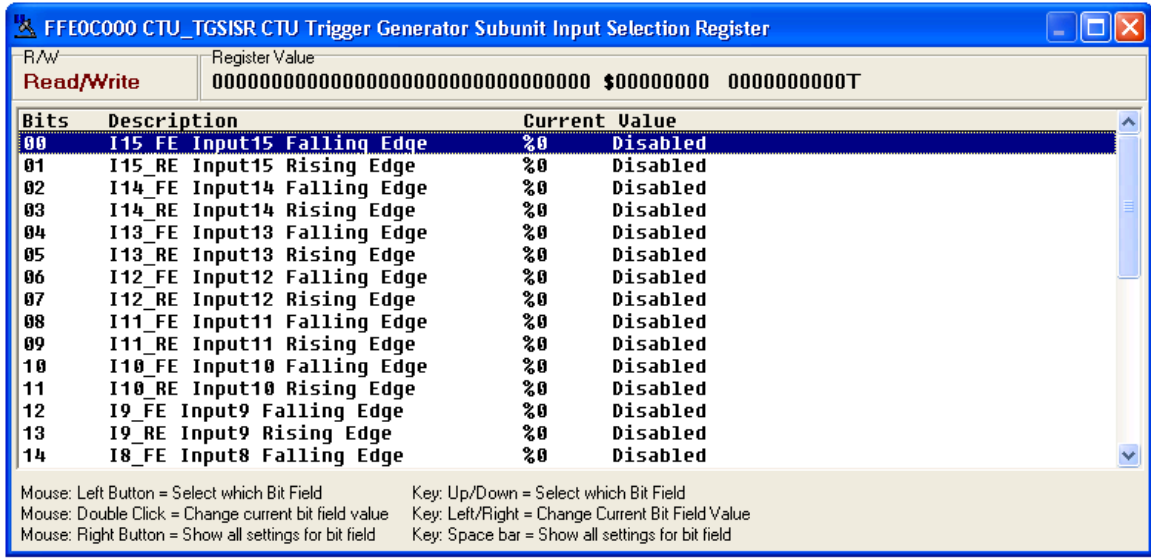 FFE0C000 CTU_TGSISR CTU Trigger Generator Subunit Input Selection Register
R/W Register Value
Read/Write 00000000000000000000000000000000 $00000000 0000000000T
Bits Description Current Value
00 I15_FE Input15 Falling Edge %0 Disabled
01 I15_RE Input15 Rising Edge %0 Disabled
02 I14_FE Input14 Falling Edge %0 Disabled
03 I14_RE Input14 Rising Edge %0 Disabled
04 I13_FE Input13 Falling Edge %0 Disabled
05 I13_RE Input13 Rising Edge %0 Disabled
06 I12_FE Input12 Falling Edge %0 Disabled
07 I12_RE Input12 Rising Edge %0 Disabled
08 I11_FE Input11 Falling Edge %0 Disabled
09 I11_RE Input11 Rising Edge %0 Disabled
10 I10_FE Input10 Falling Edge %0 Disabled
11 I10_RE Input10 Rising Edge %0 Disabled
12 I9_FE Input9 Falling Edge %0 Disabled
13 I9_RE Input9 Rising Edge %0 Disabled
14 I8_FE Input8 Falling Edge %0 Disabled
Mouse: Left Button = Select which Bit Field Key: Up/Down = Select which Bit Field
Mouse: Double Click = Change current bit field value Key: Left/Right = Change Current Bit Field Value
Mouse: Right Button = Show all settings for bit field Key: Space bar = Show all settings for bit field